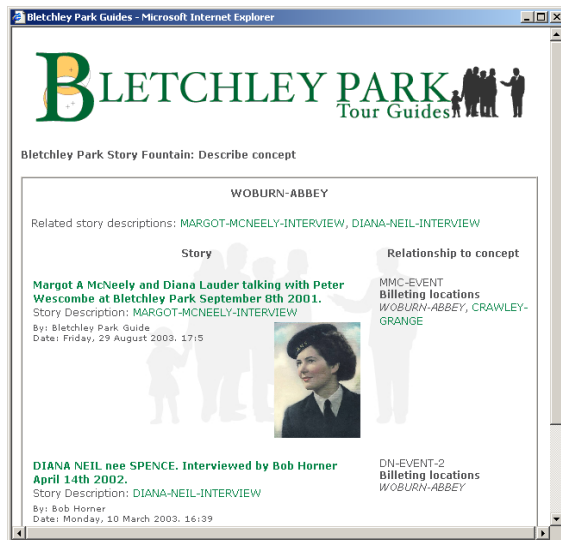 Bletchley Park Guides - Microsoft Internet Explorer
BLETCHLEY PARK
Tour Guides
Bletchley Park Story Fountain: Describe concept
WOBURN-ABBEY
Related story descriptions: MARGOT-MCNEELY-INTERVIEW, DIANA-NEIL-INTERVIEW
Story Relationship to concept
Margot A McNeely and Diana Lauder talking with Peter
Wescombe at Bletchley Park September 8th 2001.
Story Description: MARGOT-MCNEELY-INTERVIEW
By: Bletchley Park Guide
Date: Friday, 29 August 2003. 17:5
MMC-EVENT
Billeting locations
WOBURN-ABBEY, CRAWLEY-
GRANGE
DIANA NEIL nee SPENCE. Interviewed by Bob Horner
April 14th 2002.
Story Description: DIANA-NEIL-INTERVIEW
By: Bob Horner
Date: Monday, 10 March 2003. 16:39
DN-EVENT-2
Billeting locations
WOBURN-ABBEY